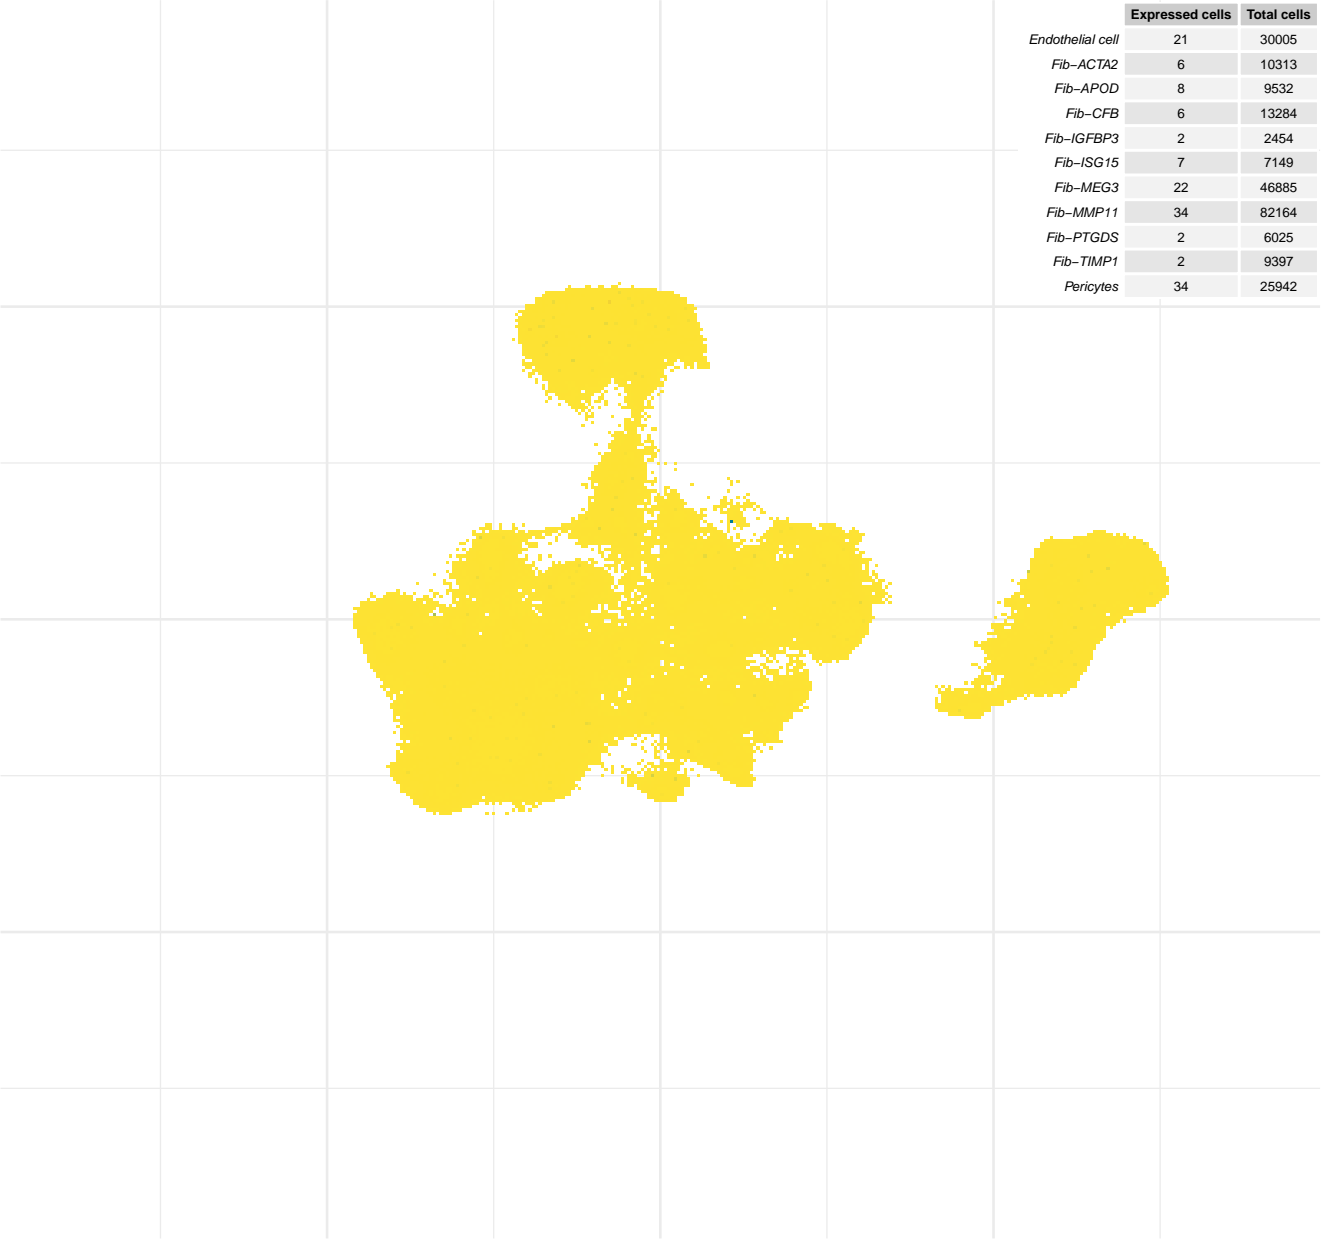 Expressed cells Total cells
Endothelial cell 21 30005
Fib−ACTA2 6 10313
Fib−APOD 8 9532
Fib−CFB 6 13284
Fib−IGFBP3 2 2454
Fib−ISG15 7 7149
Fib−MEG3 22 46885
Fib−MMP11 34 82164
Fib−PTGDS 2 6025
Fib−TIMP1 2 9397
Pericytes 34 25942